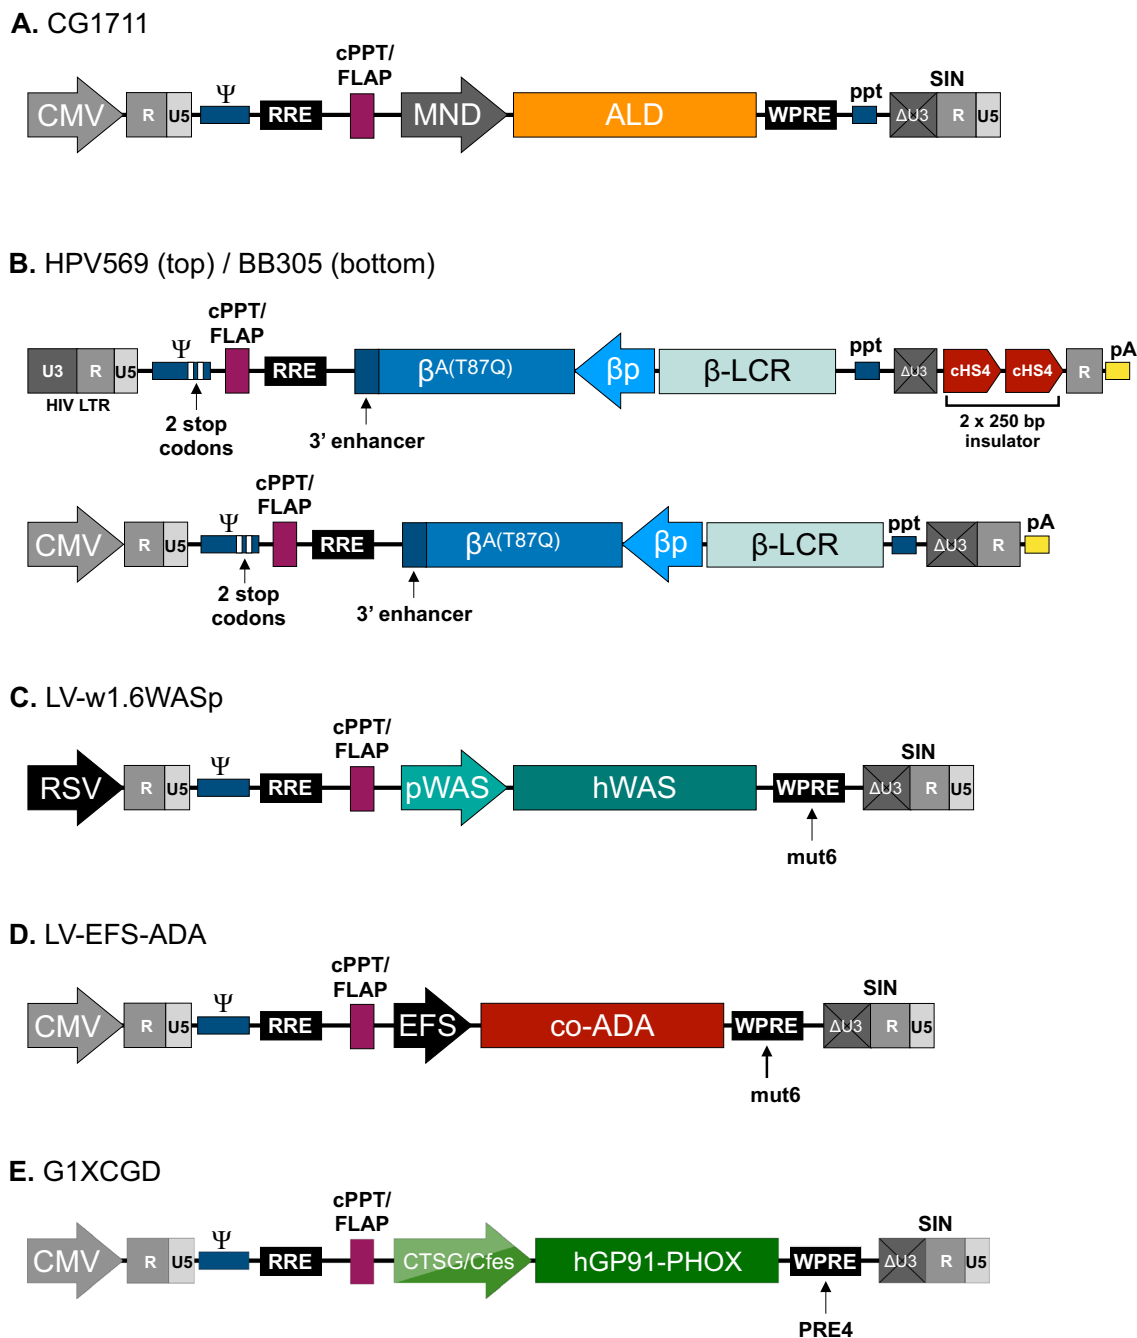 A. CG1711
cPPT/
FLAP
Ψ
ppt
SIN
CMV
R
U5
RRE
MND
ALD
WPRE
ΔU3
R
U5
B. HPV569 (top) / BB305 (bottom)
cPPT/
FLAP
Ψ
ppt
pA
U3
R
U5
RRE
βA(T87Q)
βp
β-LCR
ΔU3
cHS4
cHS4
R
HIV LTR
2 stop
codons
3’ enhancer
2 x 250 bp
insulator
cPPT/
FLAP
Ψ
ppt
pA
CMV
R
U5
RRE
βA(T87Q)
βp
β-LCR
ΔU3
R
2 stop
codons
3’ enhancer
C. LV-w1.6WASp
cPPT/
FLAP
Ψ
SIN
RSV
R
U5
RRE
pWAS
hWAS
WPRE
ΔU3
R
U5
mut6
D. LV-EFS-ADA
cPPT/
FLAP
Ψ
SIN
CMV
R
U5
RRE
EFS
co-ADA
WPRE
ΔU3
R
U5
mut6
E. G1XCGD
cPPT/
FLAP
Ψ
SIN
CMV
R
U5
RRE
CTSG/Cfes
hGP91-PHOX
WPRE
ΔU3
R
U5
PRE4